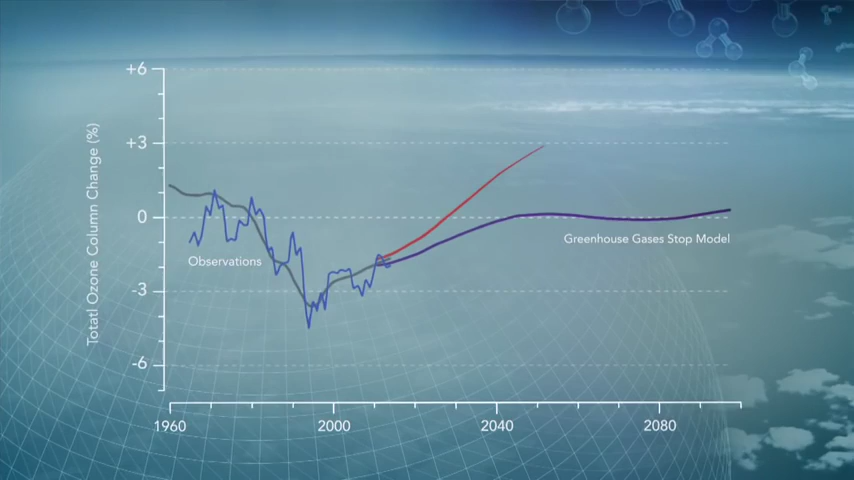 +6
+3
0
-3
-6
Totatl Ozone Column Change (%)
Observations
Greenhouse Gases Stop Model
1960 2000 2040 2080